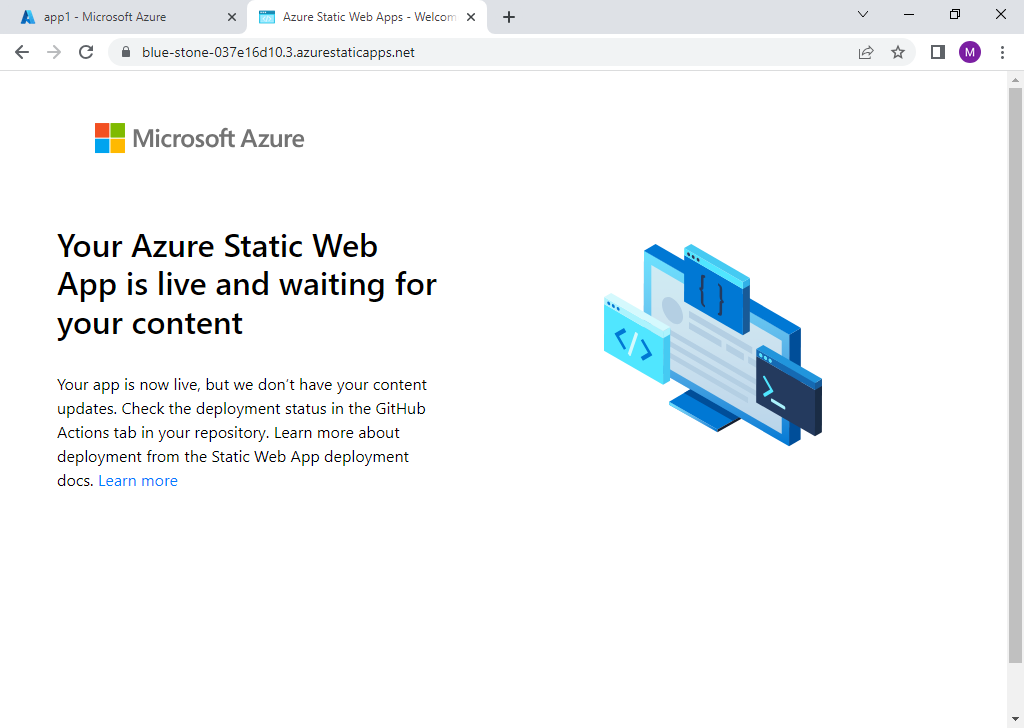 app1 - Microsoft Azure
Azure Static Web Apps - Welcom
blue-stone-037e16d10.3.azurestaticapps.net
M
Microsoft Azure
Your Azure Static Web
App is live and waiting for
your content
Your app is now live, but we don’t have your content
updates. Check the deployment status in the GitHub
Actions tab in your repository. Learn more about
deployment from the Static Web App deployment
docs. Learn more
{ }
</>
>_